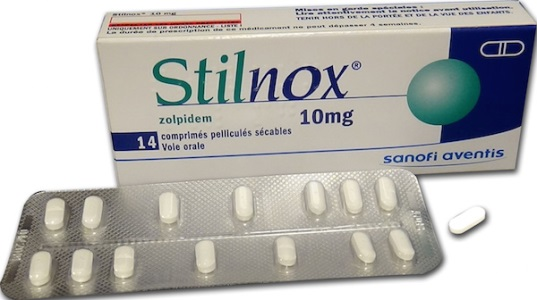 Stilnox® 10 mg
UNIQUEMENT SUR ORDONNANCE - LISTE
La durée de prescription de ce médicament ne peut dépasser 4 semaines.
Mises en garde spéciales :
Lire attentivement la notice avant utilisation.
TENIR HORS DE LA PORTÉE ET DE LA VUE DES ENFANTS.
Stilnox®
zolpidem
10mg
14 comprimés pelliculés sécables
Voie orale
sanofi aventis